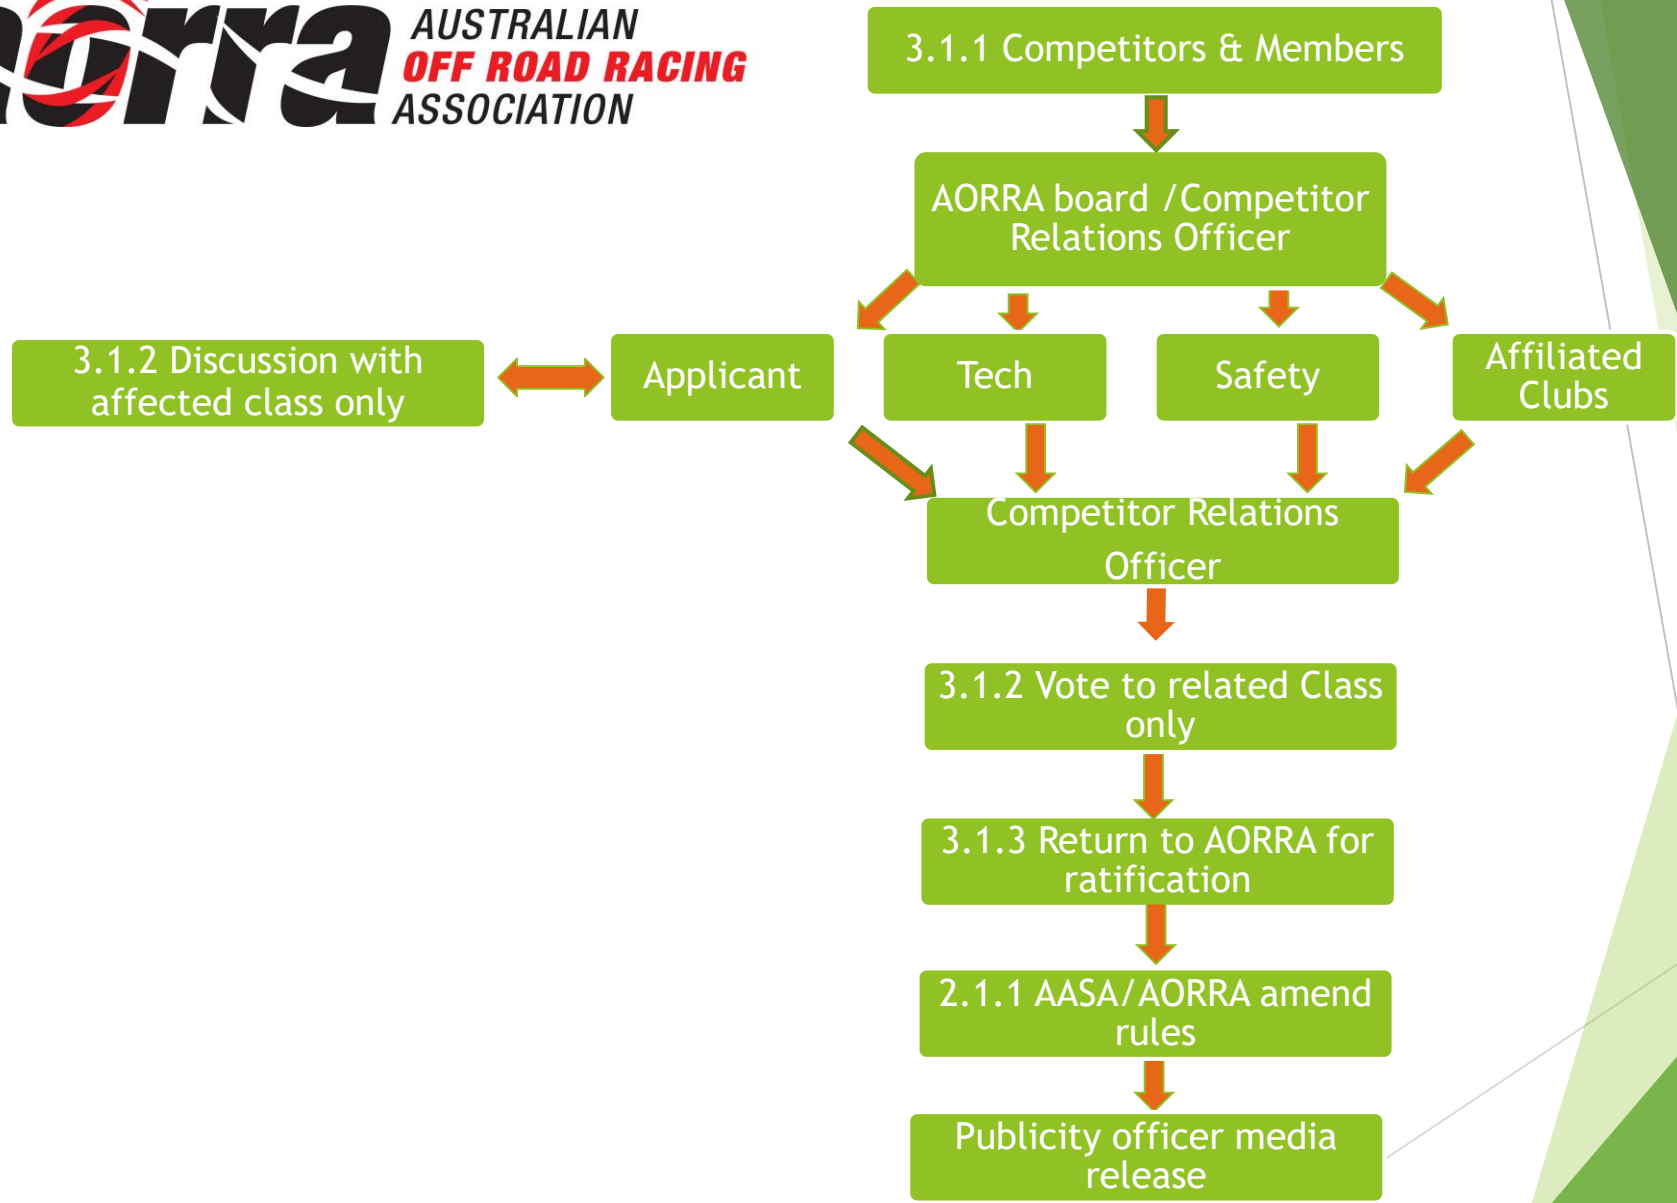 aorra
AUSTRALIAN
OFF ROAD RACING
ASSOCIATION
3.1.1 Competitors & Members
AORRA board /Competitor
Relations Officer
3.1.2 Discussion with
affected class only
Applicant
Tech
Safety
Affiliated
Clubs
Competitor Relations
Officer
3.1.2 Vote to related Class
only
3.1.3 Return to AORRA for
ratification
2.1.1 AASA/AORRA amend
rules
Publicity officer media
release